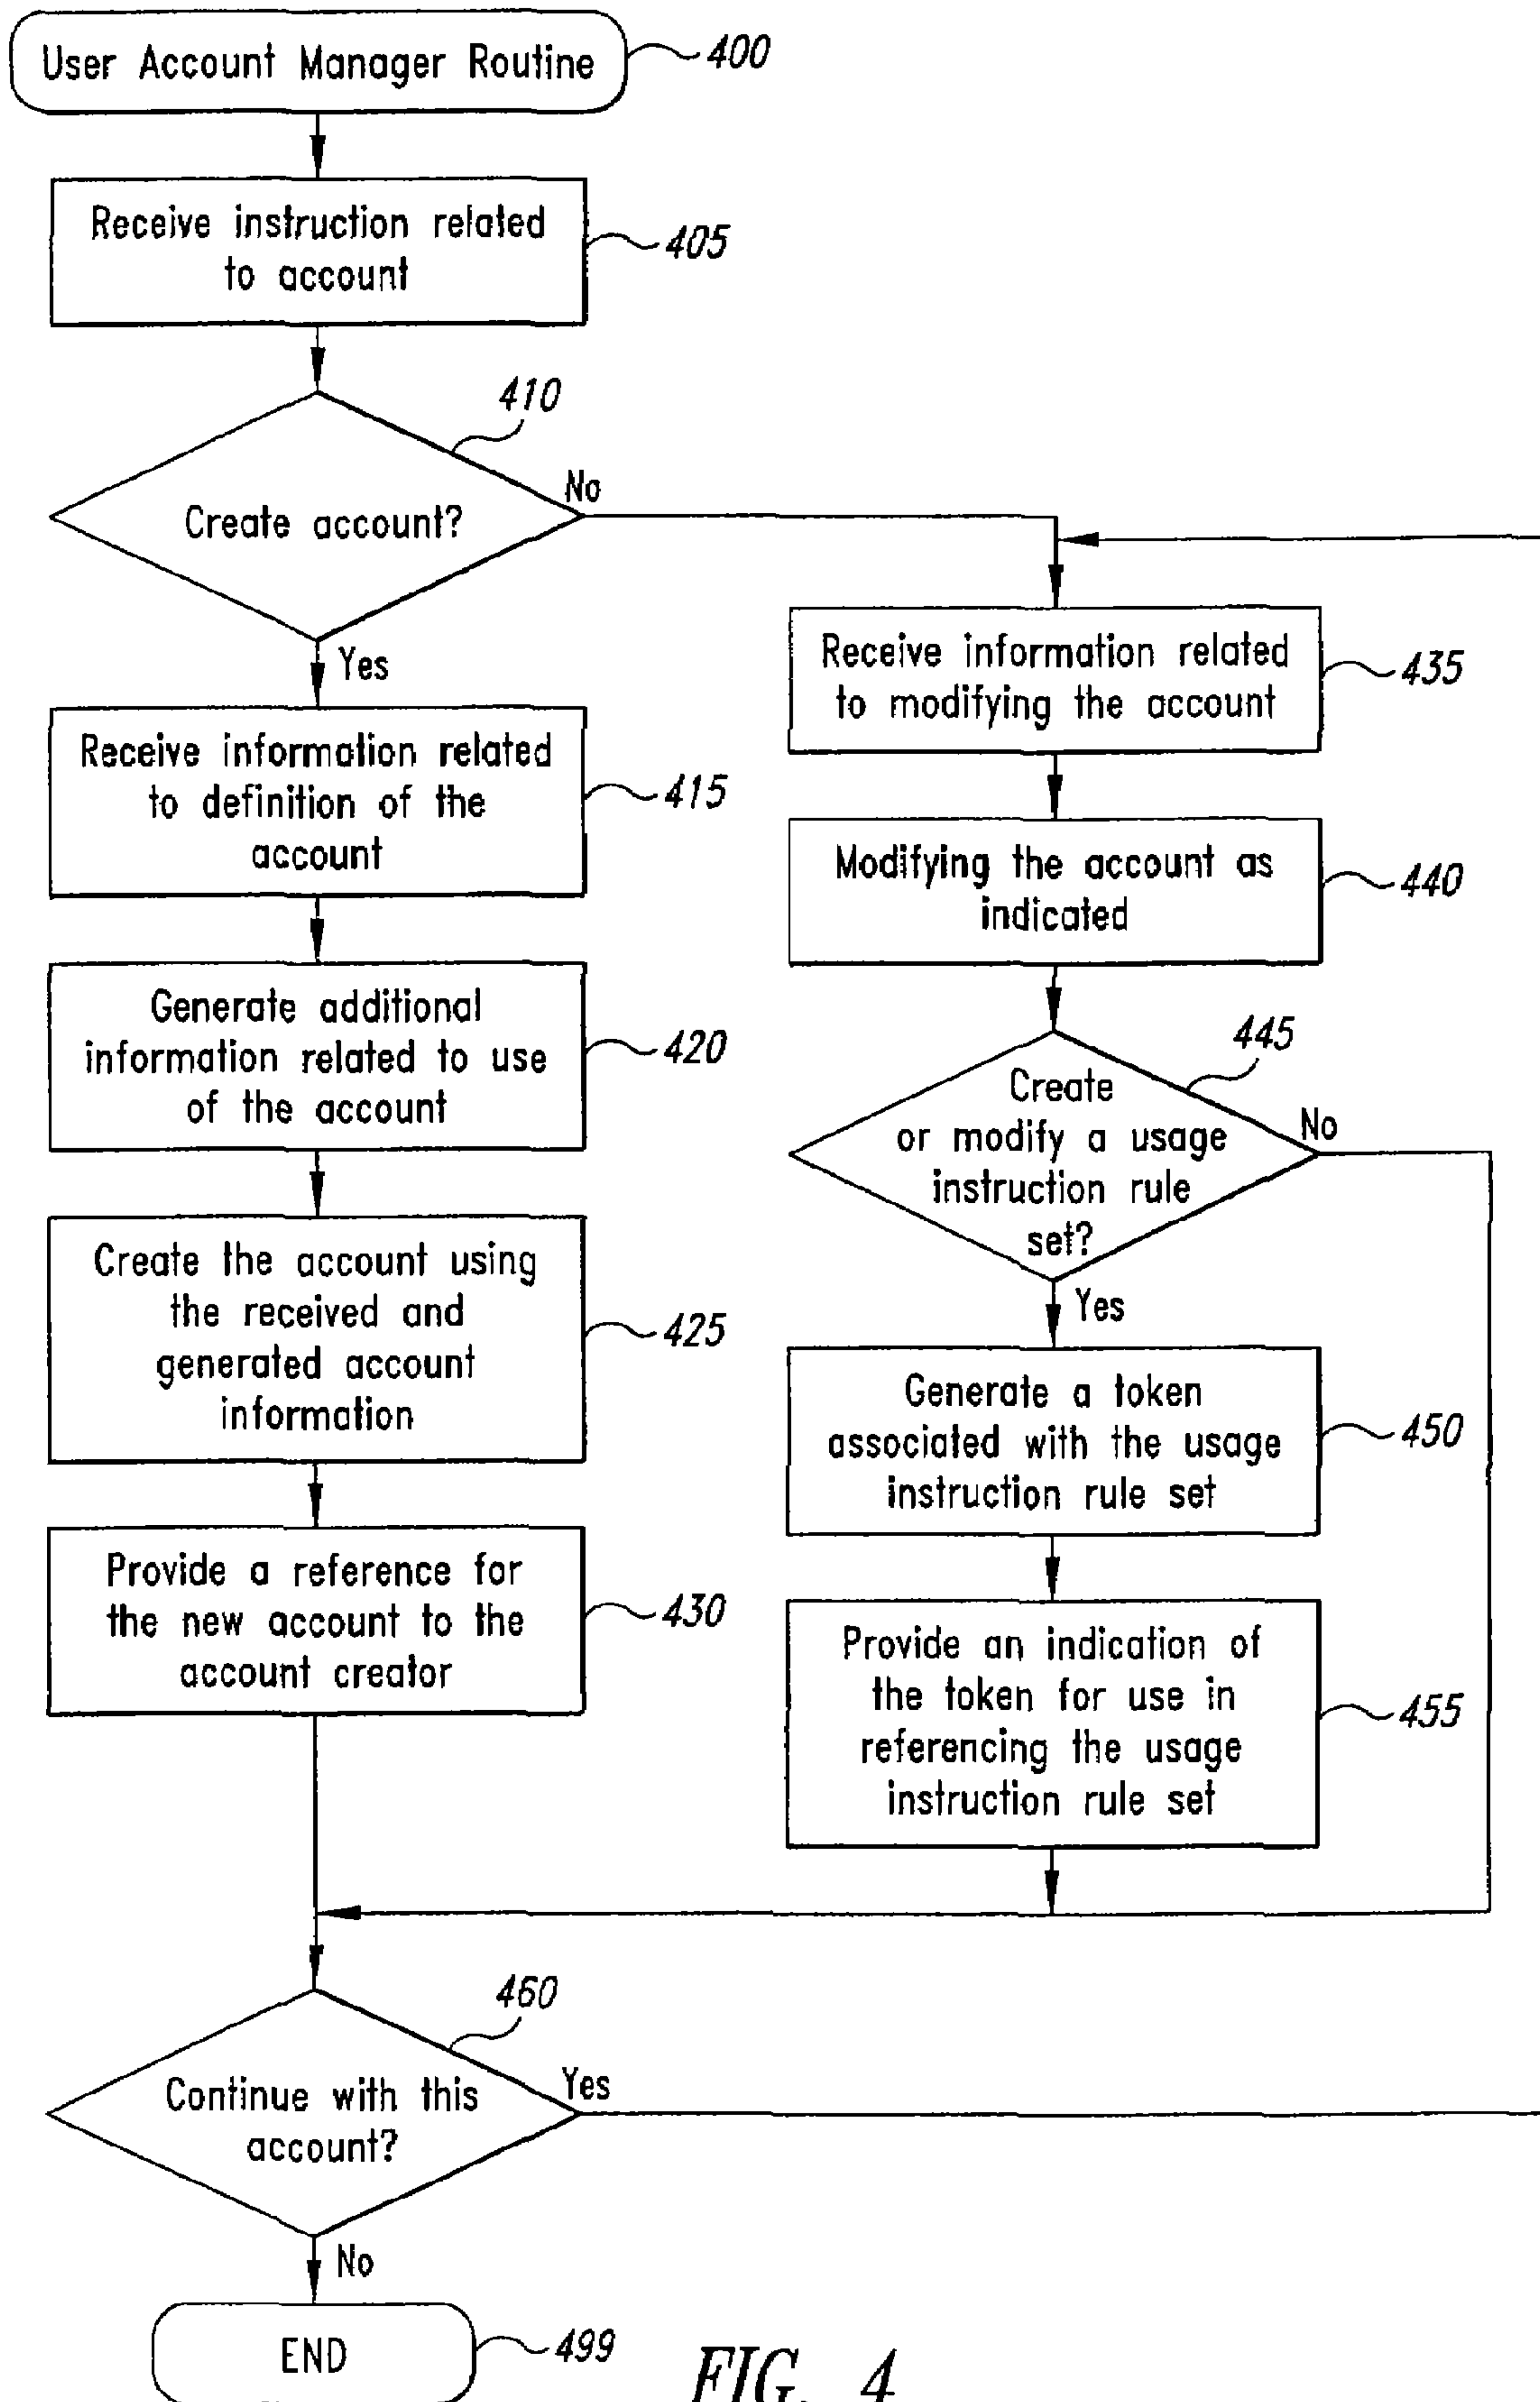 User Account Manager Routine
400
Receive instruction related
to account
405
410
Create account?
No
Yes
Receive information related
to definition of the
account
415
Generate additional
information related to use
of the account
420
Create the account using
the received and
generated account
information
425
Provide a reference for
the new account to the
account creator
430
Receive information related
to modifying the account
435
Modifying the account as
indicated
440
445
Create
or modify a usage
instruction rule
set?
No
Yes
Generate a token
associated with the usage
instruction rule set
450
Provide an indication of
the token for use in
referencing the usage
instruction rule set
455
460
Continue with this
account?
Yes
No
END
499
FIG. 4